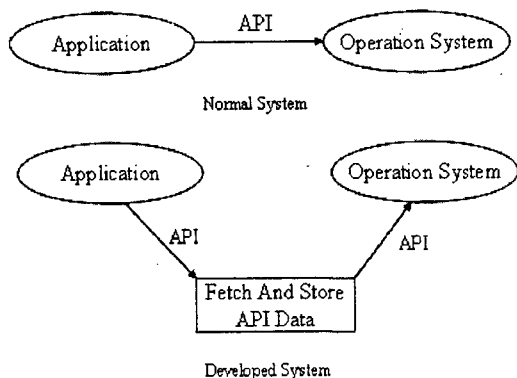 Application
API
Operation System
Normal System
Application
Operation System
API
API
Fetch And Store
API Data
Developed System